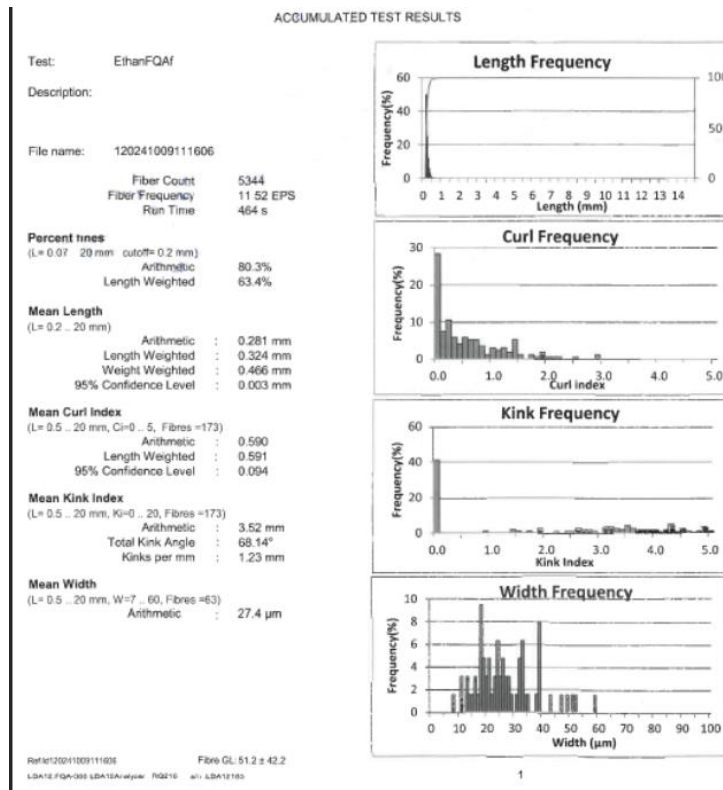 ACCUMULATED TEST RESULTS
Test: EthanFQAf
Description:
File name: 120241009111606
Fiber Count 5344
Fiber Frequency 11 52 EPS
Run Time 464 s
Percent fines
(L= 0.07 20 mm cutoff= 0.2 mm)
Arithmetic 80.3%
Length Weighted 63.4%
Mean Length
(L= 0.2 .. 20 mm)
Arithmetic : 0.281 mm
Length Weighted : 0.324 mm
Weight Weighted : 0.466 mm
95% Confidence Level : 0.003 mm
Mean Curl Index
(L= 0.5 .. 20 mm, Ci=0 .. 5, Fibres =173)
Arithmetic : 0.590
Length Weighted : 0.591
95% Confidence Level : 0.094
Mean Kink Index
(L= 0.5 .. 20 mm, Ki=0 .. 20, Fibres =173)
Arithmetic : 3.52 mm
Total Kink Angle : 68.14°
Kinks per mm : 1.23 mm
Mean Width
(L= 0.5 .. 20 mm, W=7 .. 60, Fibres =63)
Arithmetic : 27.4 µm
Length Frequency
Frequency(%)
60
40
20
0
100
50
0
0 1 2 3 4 5 6 7 8 9 10 11 12 13 14
Length (mm)
Curl Frequency
Frequency(%)
30
20
10
0
0.0 1.0 2.0 3.0 4.0 5.0
Curl index
Kink Frequency
Frequency(%)
60
40
20
0
0.0 1.0 2.0 3.0 4.0 5.0
Kink Index
Width Frequency
Frequency(%)
10
8
6
4
2
0
0 10 20 30 40 50 60 70 80 90 100
Width (µm)
Fibre GL: 51.2 ± 42.2
1